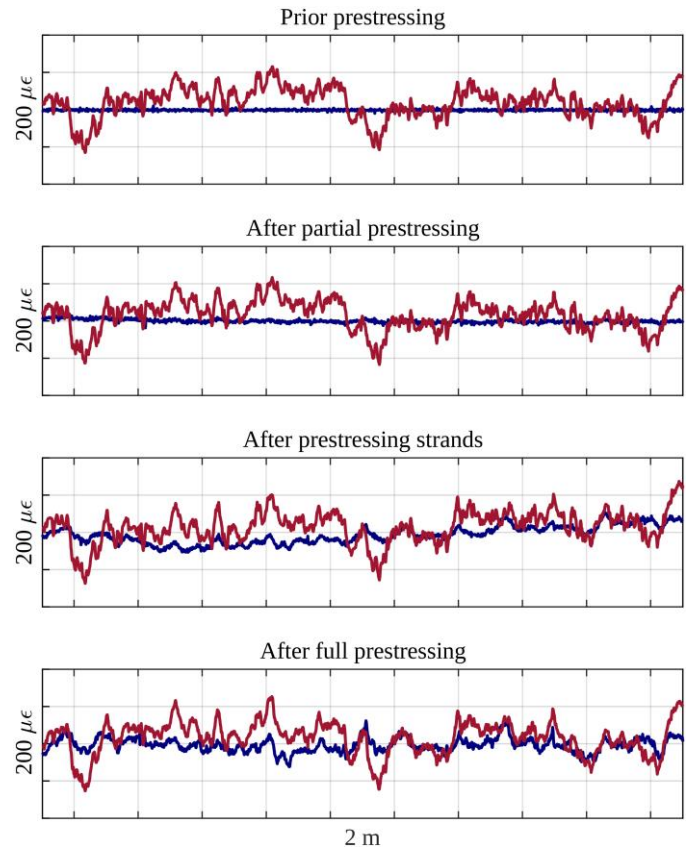 Prior prestressing
200 με
After partial prestressing
200 με
After prestressing strands
200 με
After full prestressing
200 με
2 m